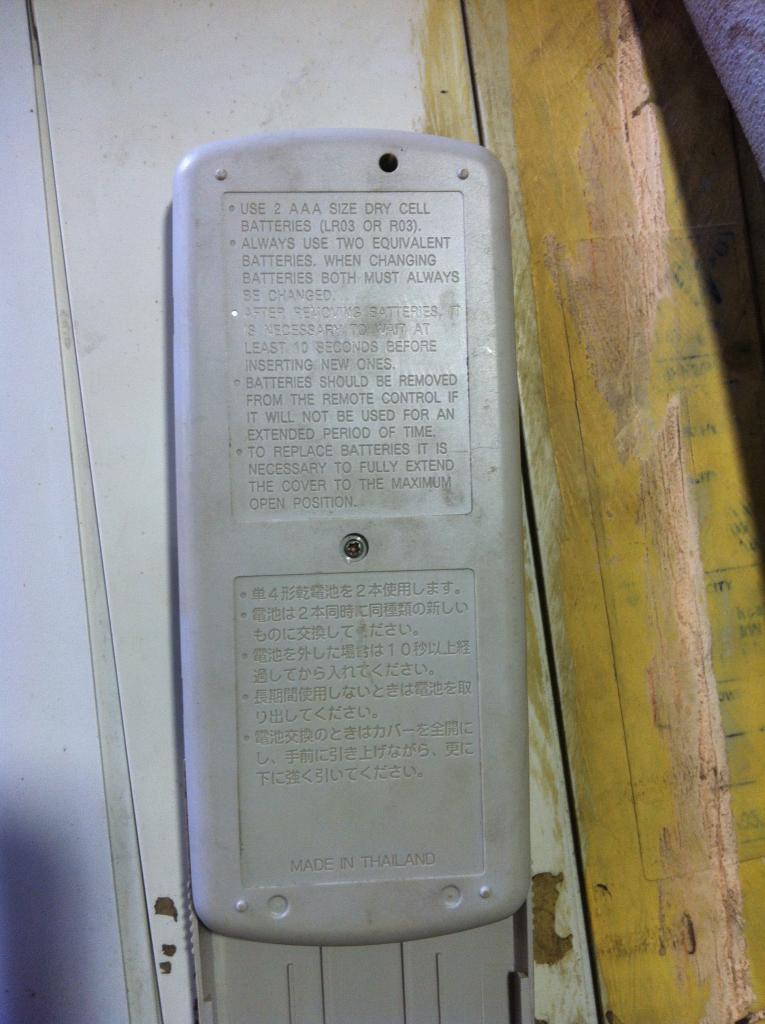 • USE 2 AAA SIZE DRY CELL
BATTERIES (LR03 OR R03).
• ALWAYS USE TWO EQUIVALENT
BATTERIES. WHEN CHANGING
BATTERIES BOTH MUST ALWAYS
BE CHANGED.
• AFTER REMOVING BATTERIES, IT
IS NECESSARY TO WAIT AT
LEAST 10 SECONDS BEFORE
INSERTING NEW ONES.
• BATTERIES SHOULD BE REMOVED
FROM THE REMOTE CONTROL IF
IT WILL NOT BE USED FOR AN
EXTENDED PERIOD OF TIME.
• TO REPLACE BATTERIES IT IS
NECESSARY TO FULLY EXTEND
THE COVER TO THE MAXIMUM
OPEN POSITION.
• 単4形乾電池を2本使用します。
• 電池は2本同時に同種類の新しい
ものに交換してください。
• 電池を外した場合は10秒以上経
過してから入れてください。
• 長期間使用しないときは電池を取
り出してください。
• 電池交換のときはカバーを全開に
し、手前に引き上げながら、更に
下に強く引いてください。
MADE IN THAILAND